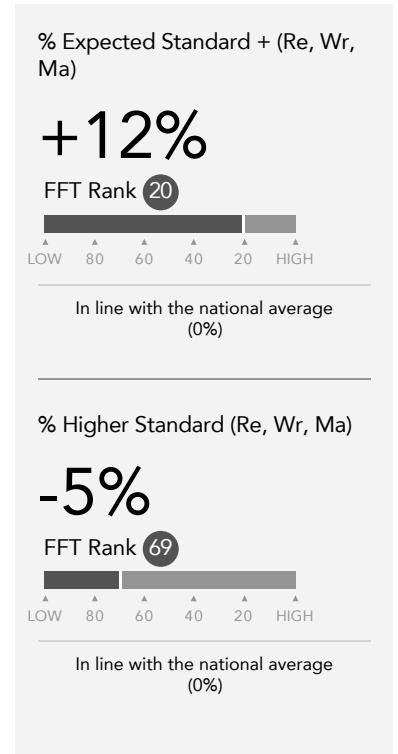 % Expected Standard + (Re, Wr,
Ma)
+12%
FFT Rank 20
LOW 80 60 40 20 HIGH
In line with the national average
(0%)
% Higher Standard (Re, Wr, Ma)
-5%
FFT Rank 69
LOW 80 60 40 20 HIGH
In line with the national average
(0%)